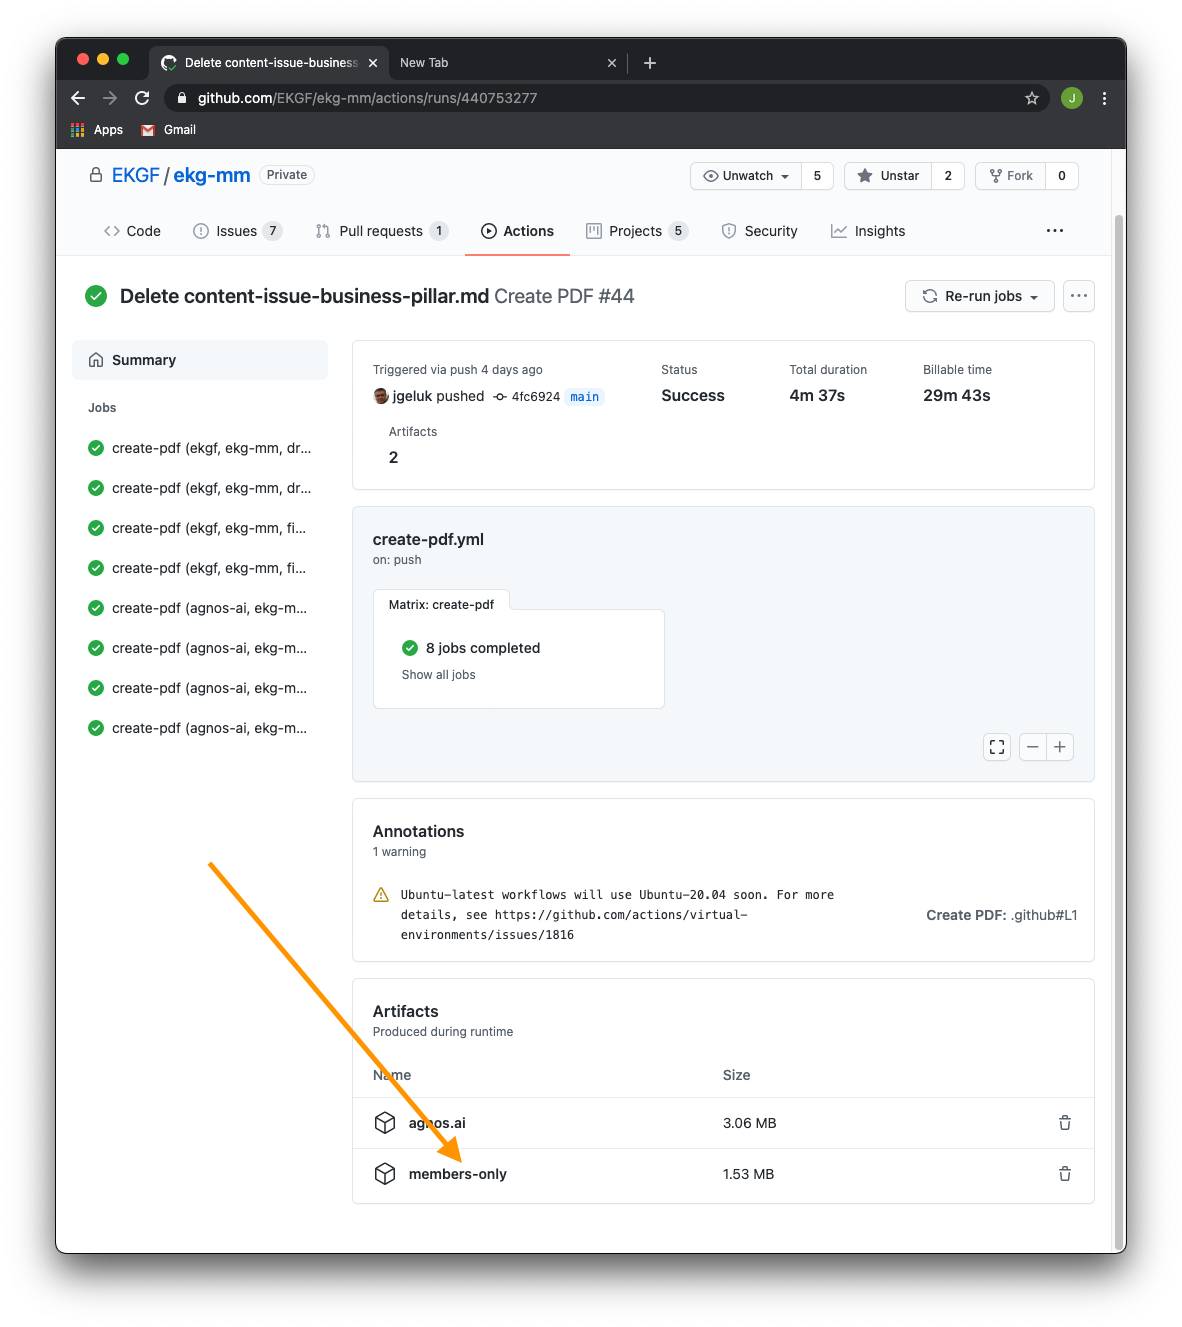 Delete content-issue-business
New Tab
github.com/EKGF/ekg-mm/actions/runs/440753277
J
Apps
Gmail
EKGF / ekg-mm Private
Unwatch 5
Unstar 2
Fork 0
Code
Issues 7
Pull requests 1
Actions
Projects 5
Security
Insights
Delete content-issue-business-pillar.md Create PDF #44
Re-run jobs
Summary
Jobs
create-pdf (ekgf, ekg-mm, dr...
create-pdf (ekgf, ekg-mm, dr...
create-pdf (ekgf, ekg-mm, fi...
create-pdf (ekgf, ekg-mm, fi...
create-pdf (agnos-ai, ekg-m...
create-pdf (agnos-ai, ekg-m...
create-pdf (agnos-ai, ekg-m...
create-pdf (agnos-ai, ekg-m...
Triggered via push 4 days ago
jgeluk pushed 4fc6924 main
Status
Success
Total duration
4m 37s
Billable time
29m 43s
Artifacts
2
create-pdf.yml
on: push
Matrix: create-pdf
8 jobs completed
Show all jobs
Annotations
1 warning
Ubuntu-latest workflows will use Ubuntu-20.04 soon. For more
details, see https://github.com/actions/virtual-
environments/issues/1816
Create PDF: .github#L1
Artifacts
Produced during runtime
Name Size
agnos.ai 3.06 MB
members-only 1.53 MB